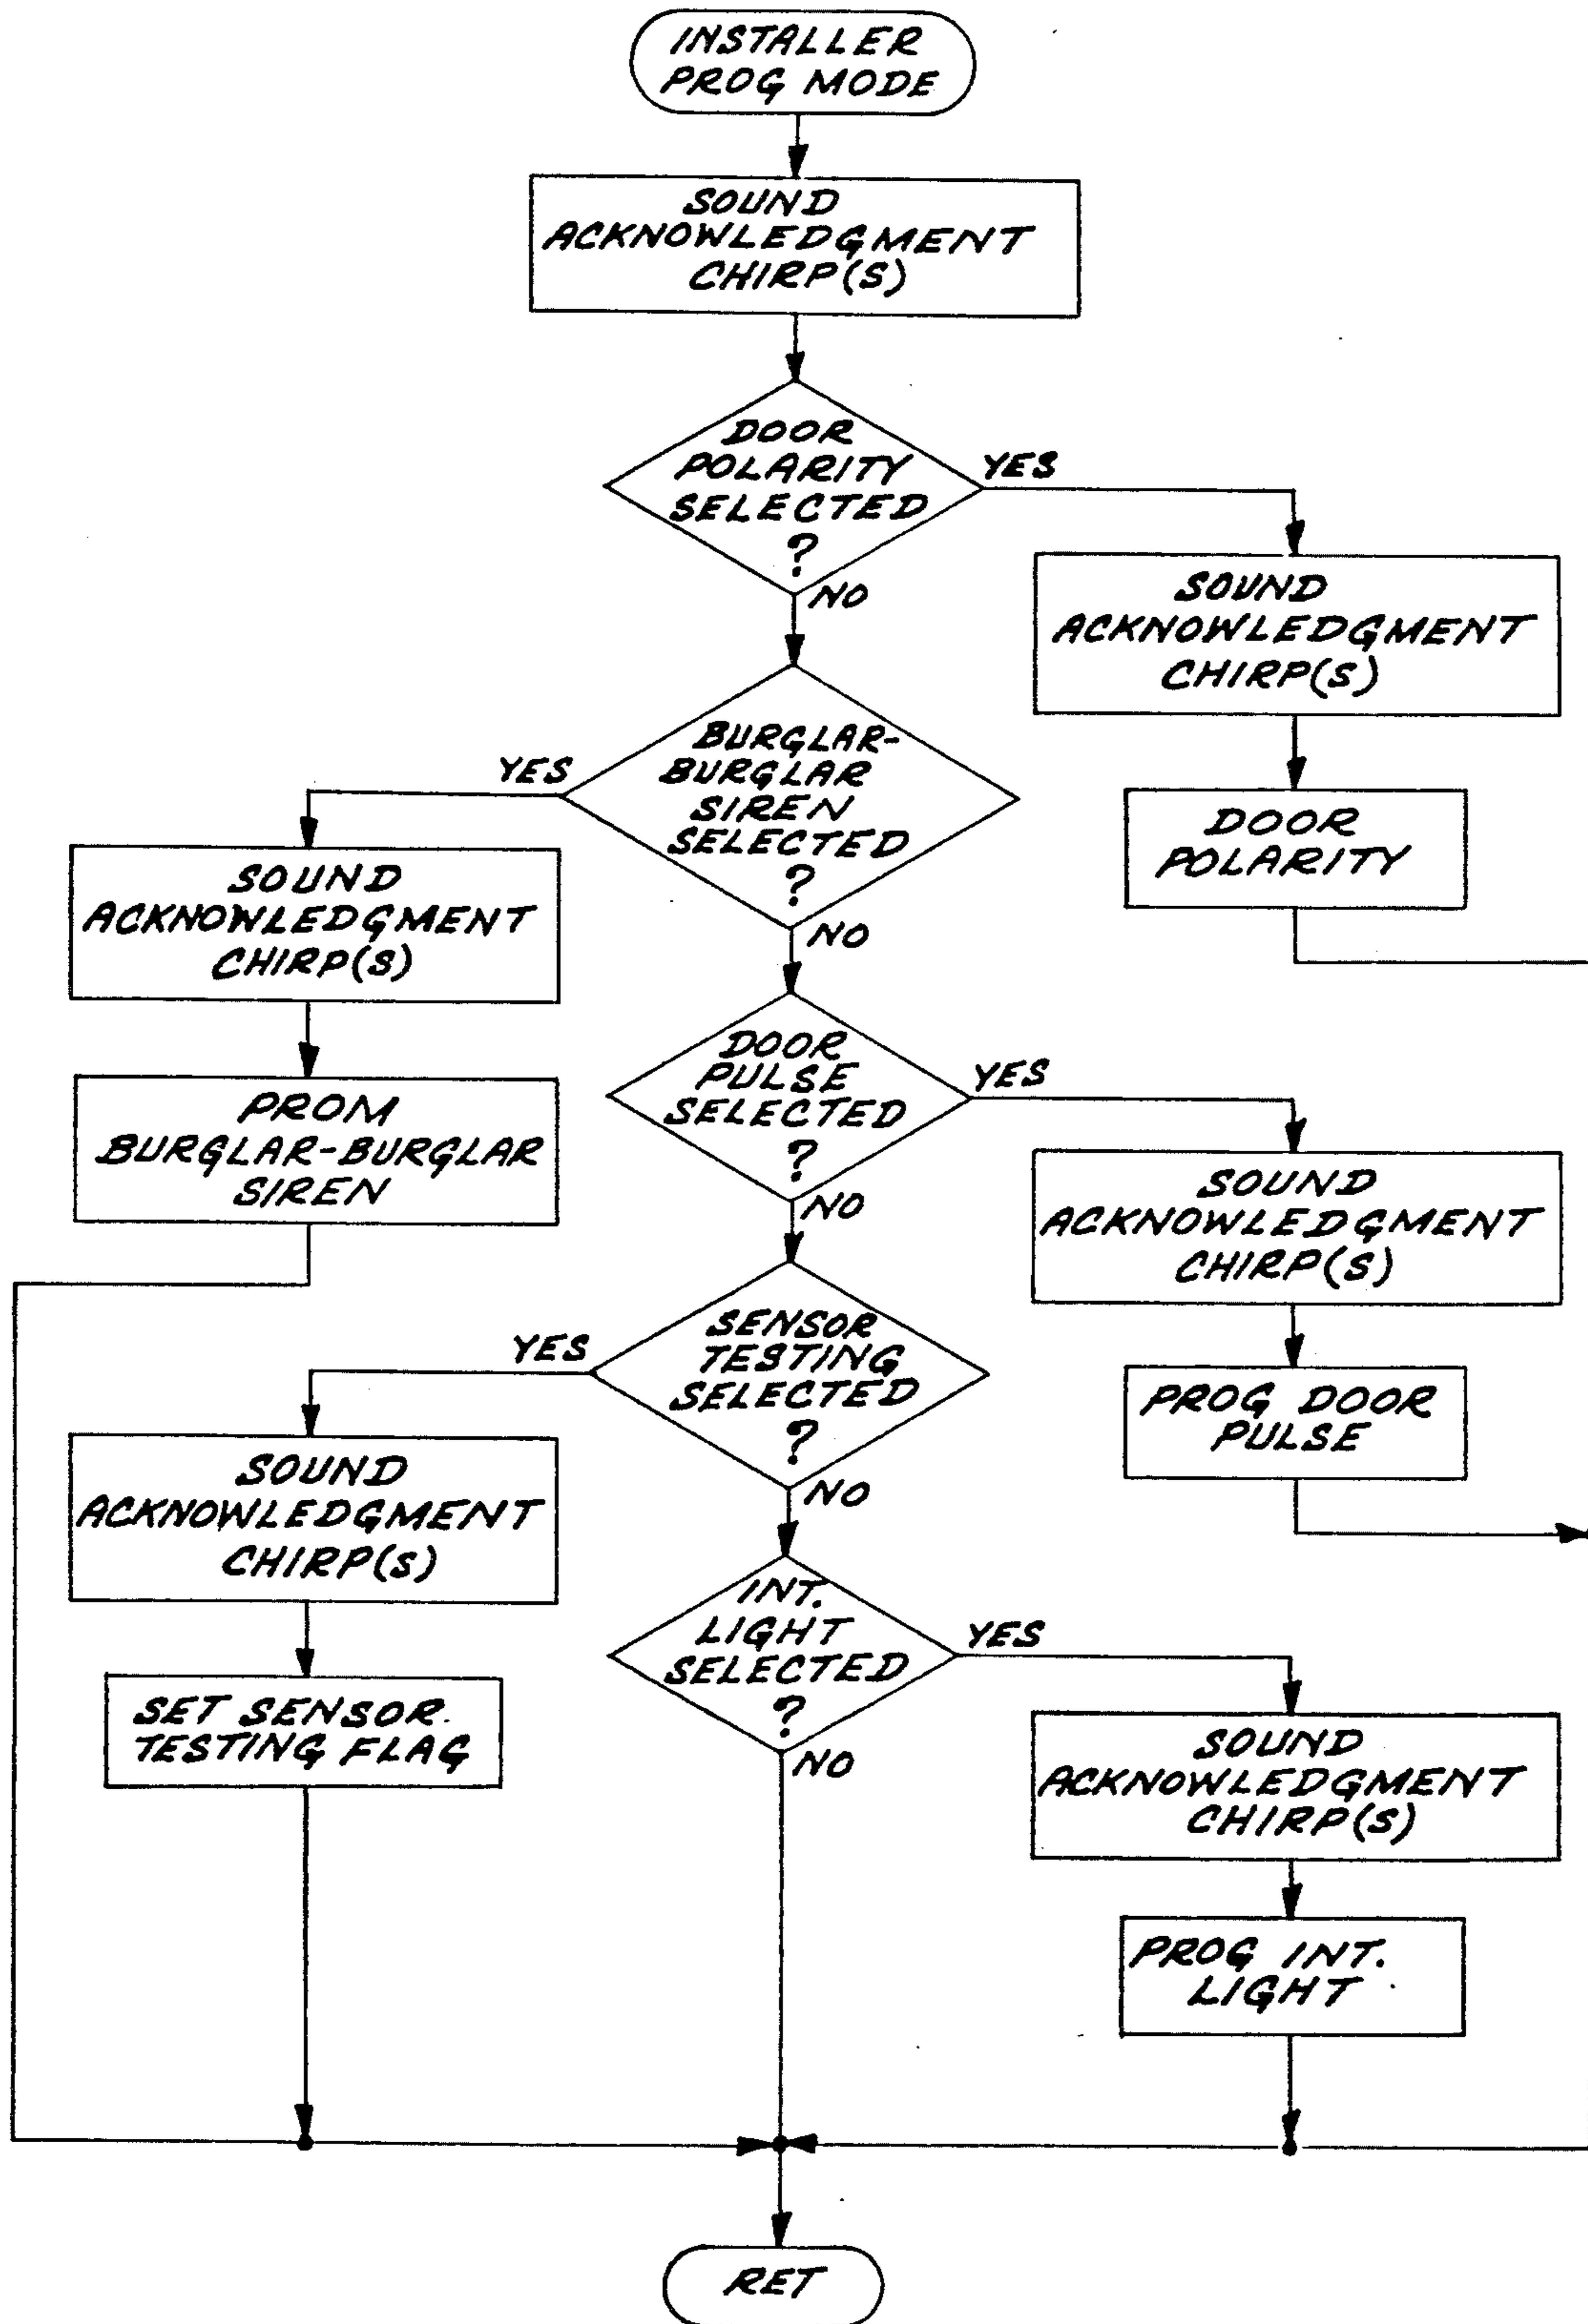 INSTALLER
PROG MODE
SOUND
ACKNOWLEDGMENT
CHIRP(S)
DOOR
POLARITY
SELECTED
?
YES
NO
SOUND
ACKNOWLEDGMENT
CHIRP(S)
DOOR
POLARITY
BURGLAR-
BURGLAR
SIREN
SELECTED
?
YES
NO
SOUND
ACKNOWLEDGMENT
CHIRP(S)
PROM
BURGLAR-BURGLAR
SIREN
DOOR
PULSE
SELECTED
?
YES
NO
SOUND
ACKNOWLEDGMENT
CHIRP(S)
PROG DOOR
PULSE
SENSOR
TESTING
SELECTED
?
YES
NO
SOUND
ACKNOWLEDGMENT
CHIRP(S)
SET SENSOR
TESTING FLAG
INT.
LIGHT
SELECTED
?
YES
NO
SOUND
ACKNOWLEDGMENT
CHIRP(S)
PROG INT.
LIGHT
RET